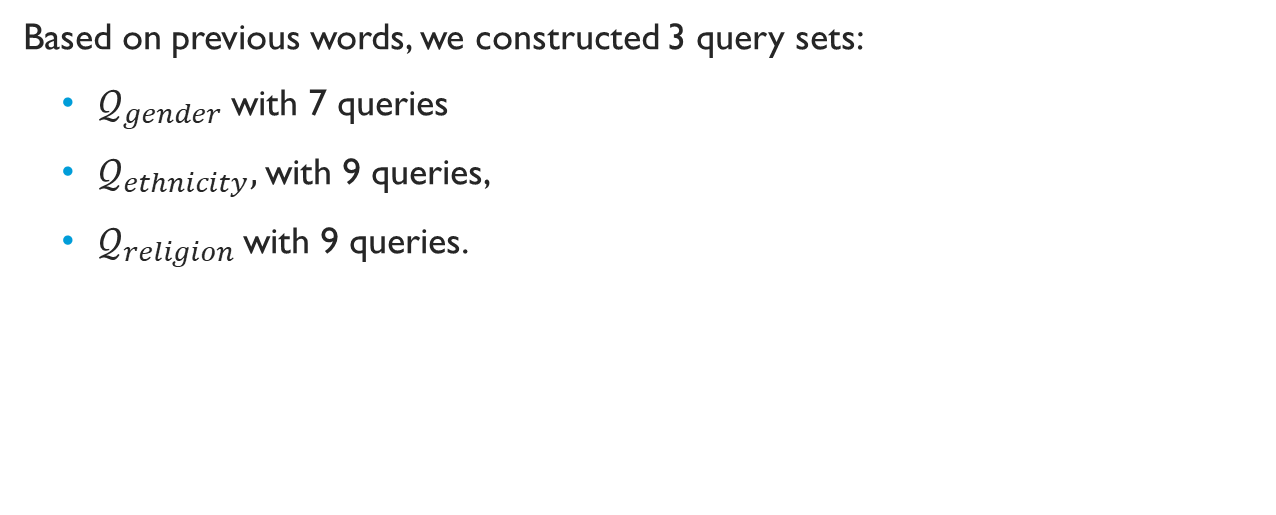 Based on previous words, we constructed 3 query sets:
• 𝒬gender with 7 queries
• 𝒬ethnicity, with 9 queries,
• 𝒬religion with 9 queries.